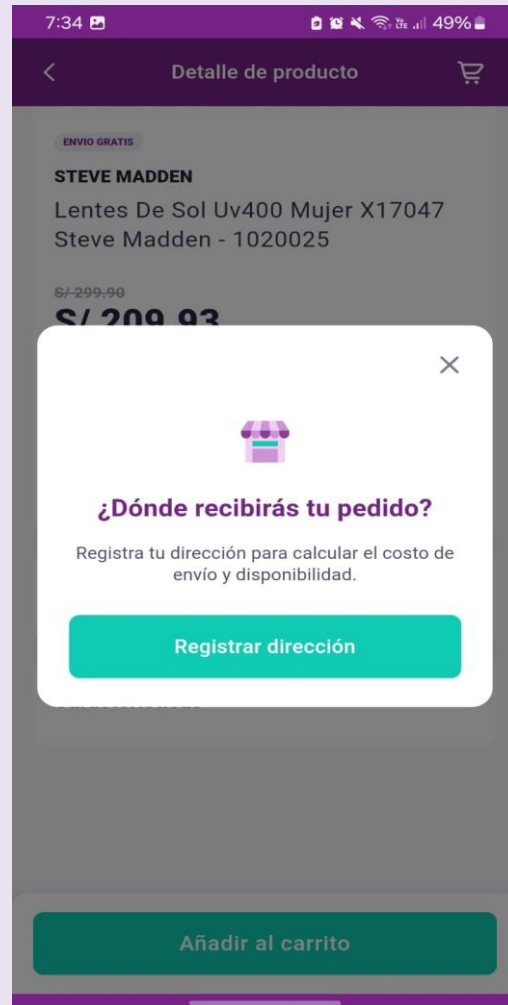 7:34
49%
Detalle de producto
ENVIO GRATIS
STEVE MADDEN
Lentes De Sol Uv400 Mujer X17047
Steve Madden - 1020025
S/ 299.90
S/ 209.93
¿Dónde recibirás tu pedido?
Registra tu dirección para calcular el costo de
envío y disponibilidad.
Registrar dirección
Añadir al carrito